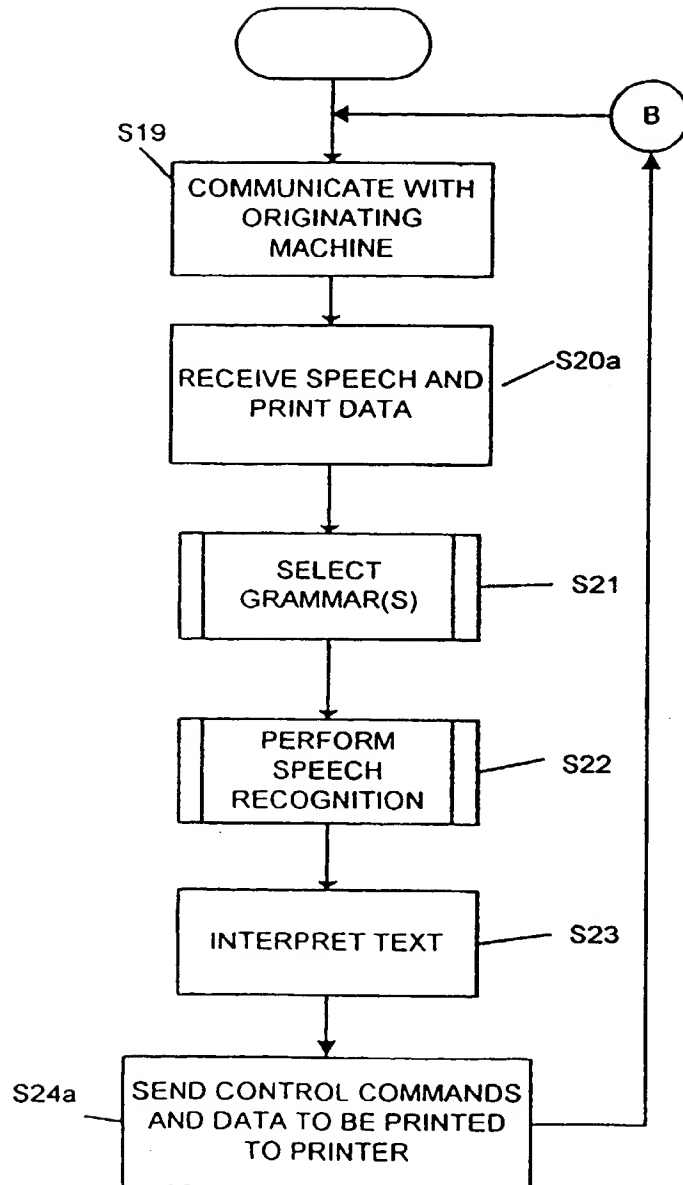 B
S19
COMMUNICATE WITH
ORIGINATING
MACHINE
RECEIVE SPEECH AND
PRINT DATA
S20a
SELECT
GRAMMAR(S)
S21
PERFORM
SPEECH
RECOGNITION
S22
INTERPRET TEXT
S23
S24a
SEND CONTROL COMMANDS
AND DATA TO BE PRINTED
TO PRINTER